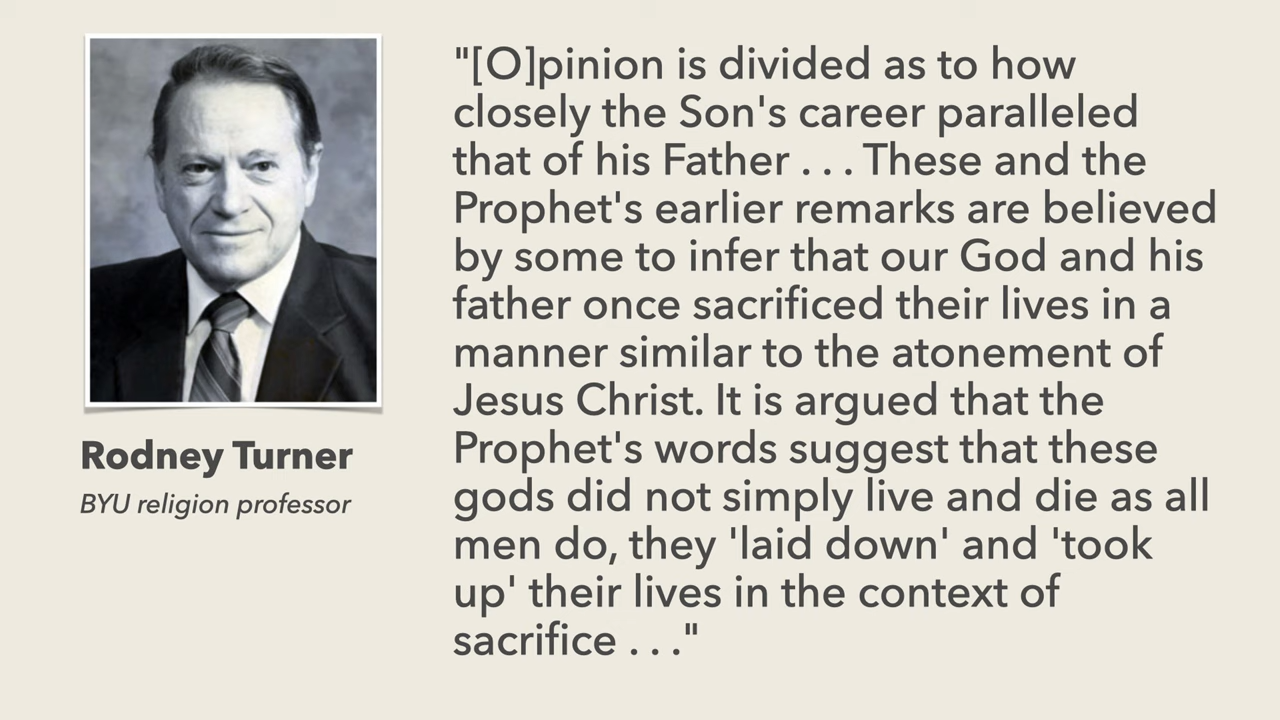 "[O]pinion is divided as to how
closely the Son's career paralleled
that of his Father . . . These and the
Prophet's earlier remarks are believed
by some to infer that our God and his
father once sacrificed their lives in a
manner similar to the atonement of
Jesus Christ. It is argued that the
Prophet's words suggest that these
gods did not simply live and die as all
men do, they 'laid down' and 'took
up' their lives in the context of
sacrifice . . ."
Rodney Turner
BYU religion professor